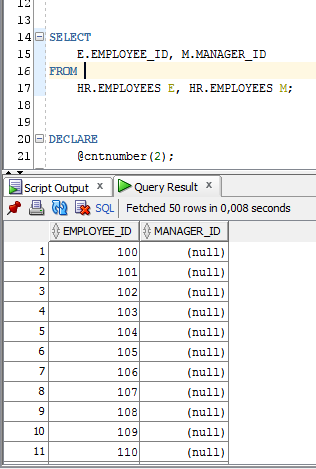 12
13
14 SELECT
15 E.EMPLOYEE_ID, M.MANAGER_ID
16 FROM
17 HR.EMPLOYEES E, HR.EMPLOYEES M;
18
19
20 DECLARE
21 @cntnumber(2);
Script Output x Query Result x
SQL | Fetched 50 rows in 0,008 seconds
EMPLOYEE_ID MANAGER_ID
1 100 (null)
2 101 (null)
3 102 (null)
4 103 (null)
5 104 (null)
6 105 (null)
7 106 (null)
8 107 (null)
9 108 (null)
10 109 (null)
11 110 (null)